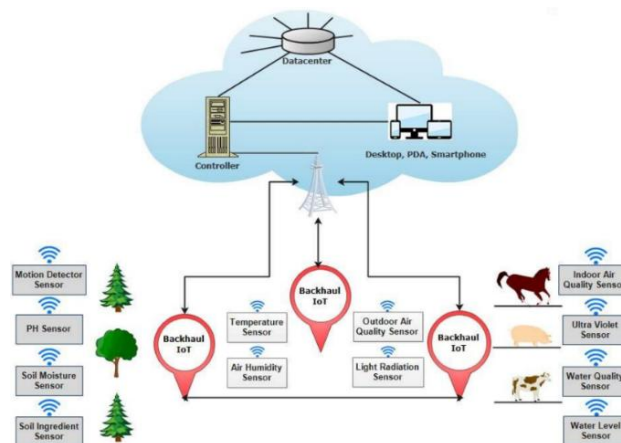 Datacenter
Controller
Desktop, PDA, Smartphone
Motion Detector
Sensor
PH Sensor
Soil Moisture
Sensor
Soil Ingredient
Sensor
Backhaul
IoT
Temperature
Sensor
Air Humidity
Sensor
Backhaul
IoT
Outdoor Air
Quality Sensor
Light Radiation
Sensor
Backhaul
IoT
Indoor Air
Quality Sensor
Ultra Violet
Sensor
Water Quality
Sensor
Water Level
Sensor